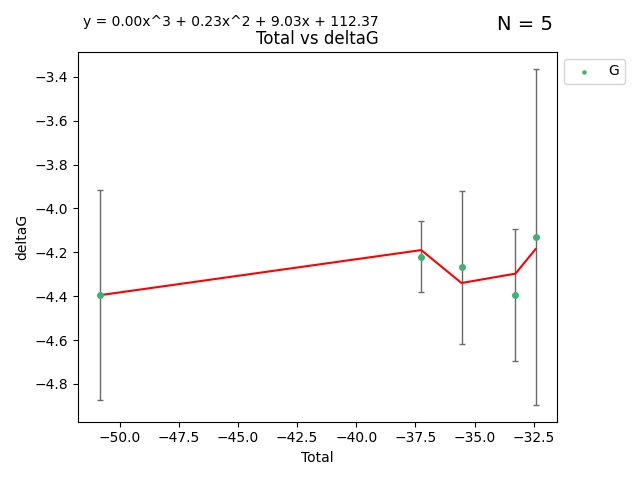 y = 0.00x^3 + 0.23x^2 + 9.03x + 112.37
N = 5
Total vs deltaG
G
−3.4
−3.6
−3.8
−4.0
−4.2
−4.4
−4.6
−4.8
deltaG
−50.0 −47.5 −45.0 −42.5 −40.0 −37.5 −35.0 −32.5
Total